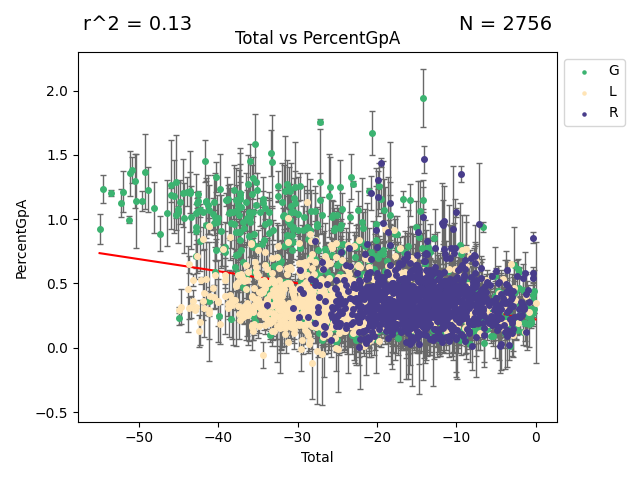 r^2 = 0.13
N = 2756
Total vs PercentGpA
G
L
R
PercentGpA
2.0
1.5
1.0
0.5
0.0
−0.5
−50
−40
−30
−20
−10
0
Total